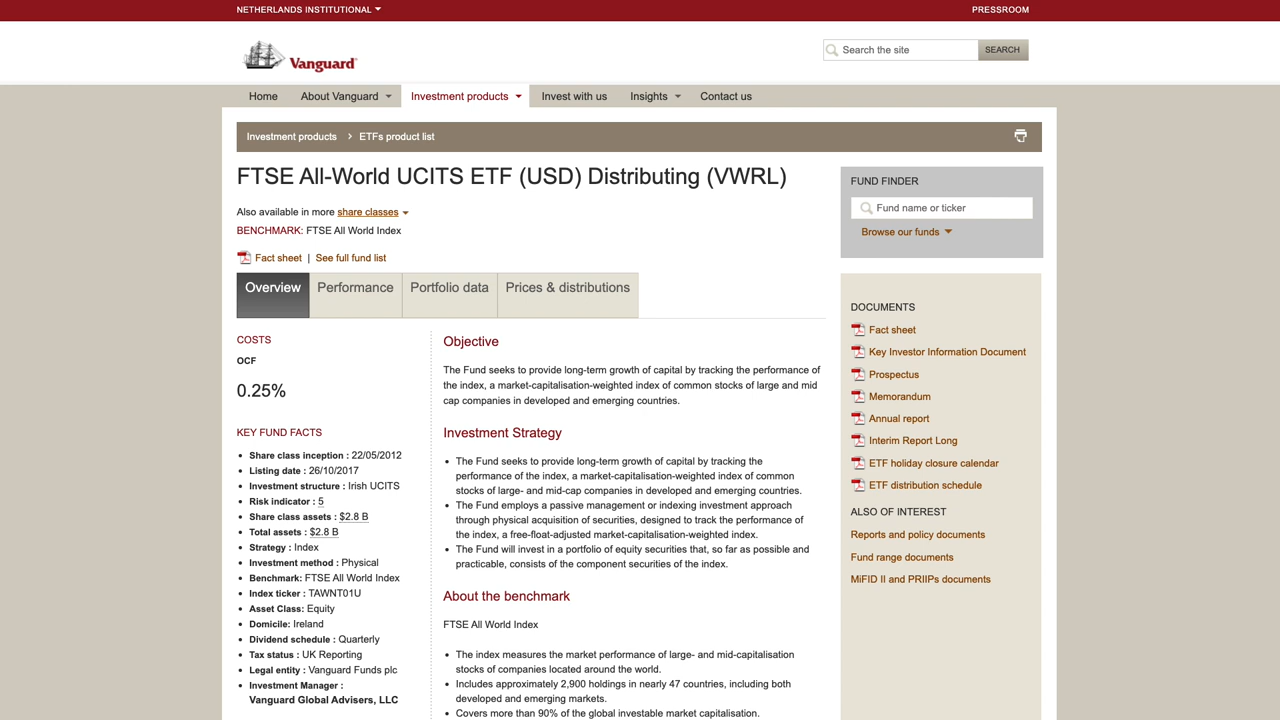 NETHERLANDS INSTITUTIONAL
PRESSROOM
Vanguard
Search the site
SEARCH
Home
About Vanguard
Investment products
Invest with us
Insights
Contact us
Investment products > ETFs product list
FTSE All-World UCITS ETF (USD) Distributing (VWRL)
Also available in more share classes
BENCHMARK: FTSE All World Index
Fact sheet | See full fund list
Overview
Performance
Portfolio data
Prices & distributions
COSTS
OCF
0.25%
KEY FUND FACTS
• Share class inception : 22/05/2012
• Listing date : 26/10/2017
• Investment structure : Irish UCITS
• Risk indicator : 5
• Share class assets : $2.8 B
• Total assets : $2.8 B
• Strategy : Index
• Investment method : Physical
• Benchmark: FTSE All World Index
• Index ticker : TAWNT01U
• Asset Class: Equity
• Domicile: Ireland
• Dividend schedule : Quarterly
• Tax status : UK Reporting
• Legal entity : Vanguard Funds plc
• Investment Manager :
Vanguard Global Advisers, LLC
Objective
The Fund seeks to provide long-term growth of capital by tracking the performance of
the index, a market-capitalisation-weighted index of common stocks of large and mid
cap companies in developed and emerging countries.
Investment Strategy
• The Fund seeks to provide long-term growth of capital by tracking the
performance of the index, a market-capitalisation-weighted index of common
stocks of large- and mid-cap companies in developed and emerging countries.
• The Fund employs a passive management or indexing investment approach
through physical acquisition of securities, designed to track the performance of
the index, a free-float-adjusted market-capitalisation-weighted index.
• The Fund will invest in a portfolio of equity securities that, so far as possible and
practicable, consists of the component securities of the index.
About the benchmark
FTSE All World Index
• The index measures the market performance of large- and mid-capitalisation
stocks of companies located around the world.
• Includes approximately 2,900 holdings in nearly 47 countries, including both
developed and emerging markets.
• Covers more than 90% of the global investable market capitalisation.
FUND FINDER
Fund name or ticker
Browse our funds
DOCUMENTS
Fact sheet
Key Investor Information Document
Prospectus
Memorandum
Annual report
Interim Report Long
ETF holiday closure calendar
ETF distribution schedule
ALSO OF INTEREST
Reports and policy documents
Fund range documents
MiFID II and PRIIPs documents